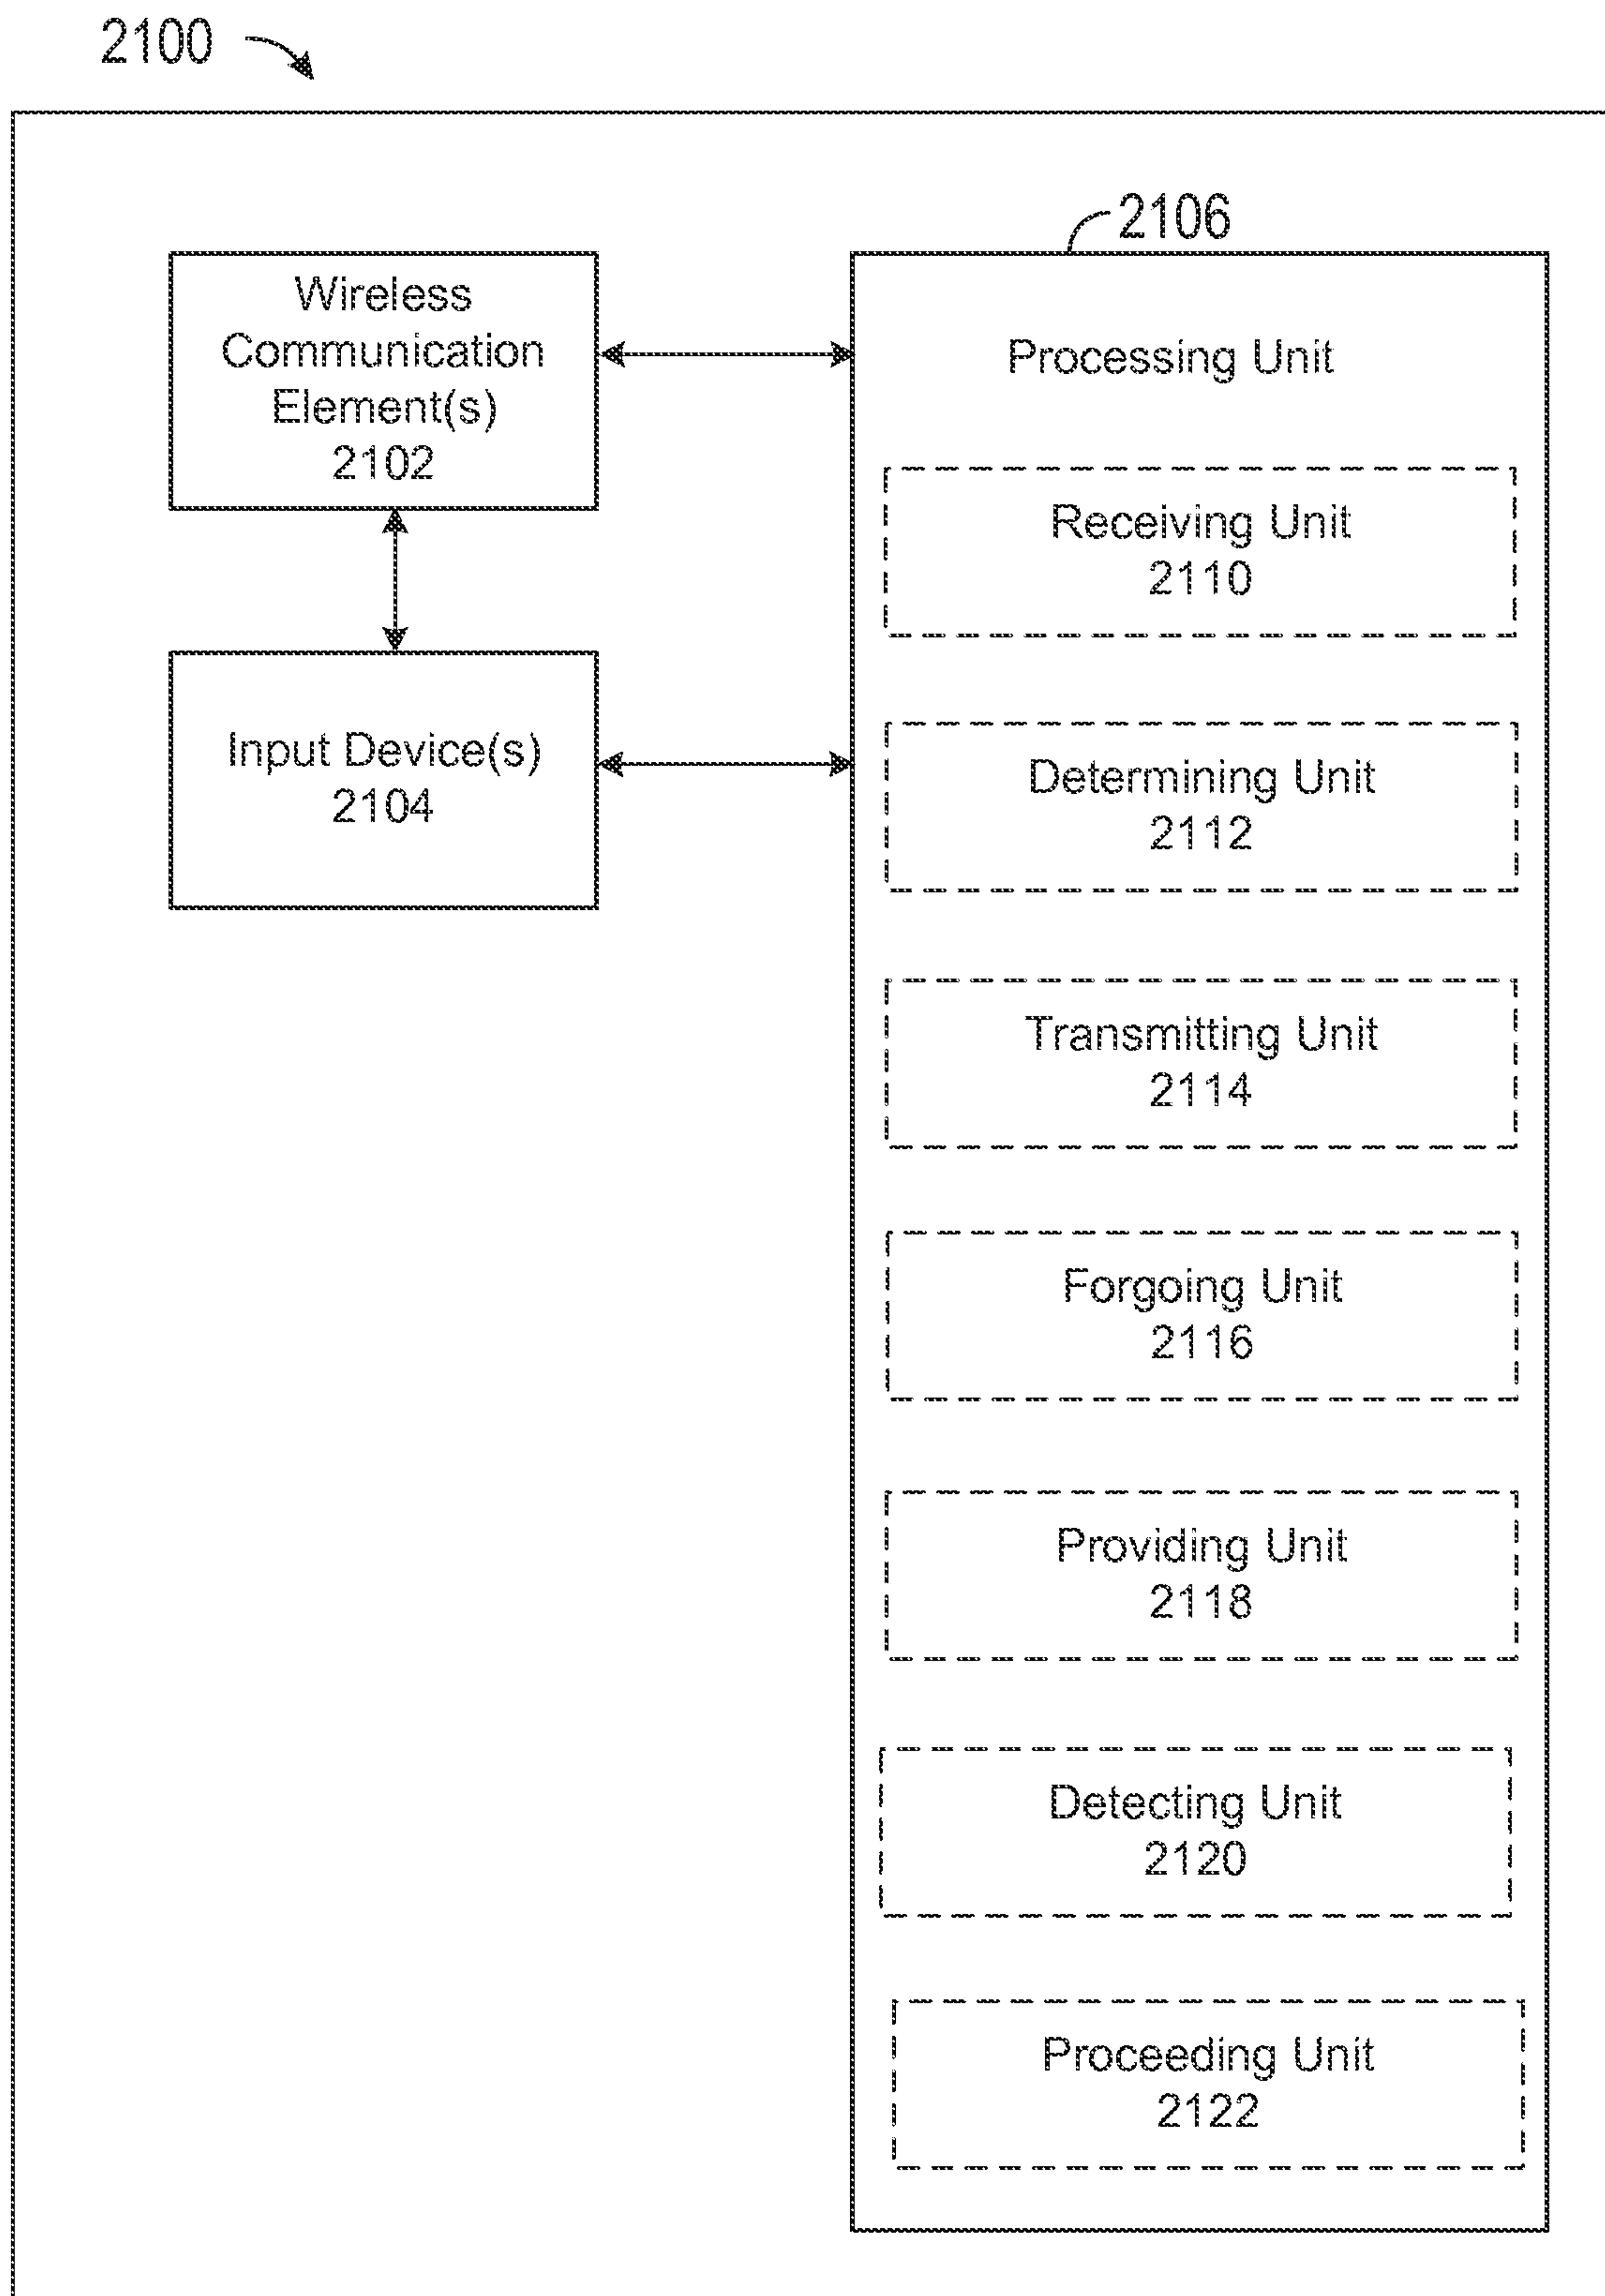 2100
2106
Wireless
Communication
Element(s)
2102
Input Device(s)
2104
Processing Unit
Receiving Unit
2110
Determining Unit
2112
Transmitting Unit
2114
Forgoing Unit
2116
Providing Unit
2118
Detecting Unit
2120
Proceeding Unit
2122